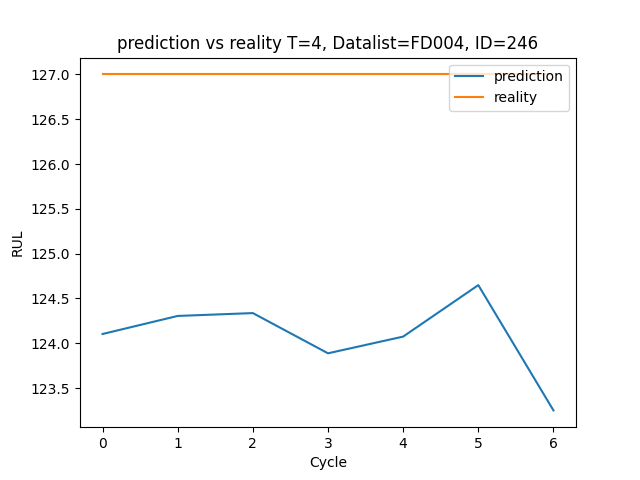 prediction vs reality T=4, Datalist=FD004, ID=246
127.0
prediction
reality
126.5
126.0
125.5
125.0
124.5
124.0
123.5
RUL
0 1 2 3 4 5 6
Cycle